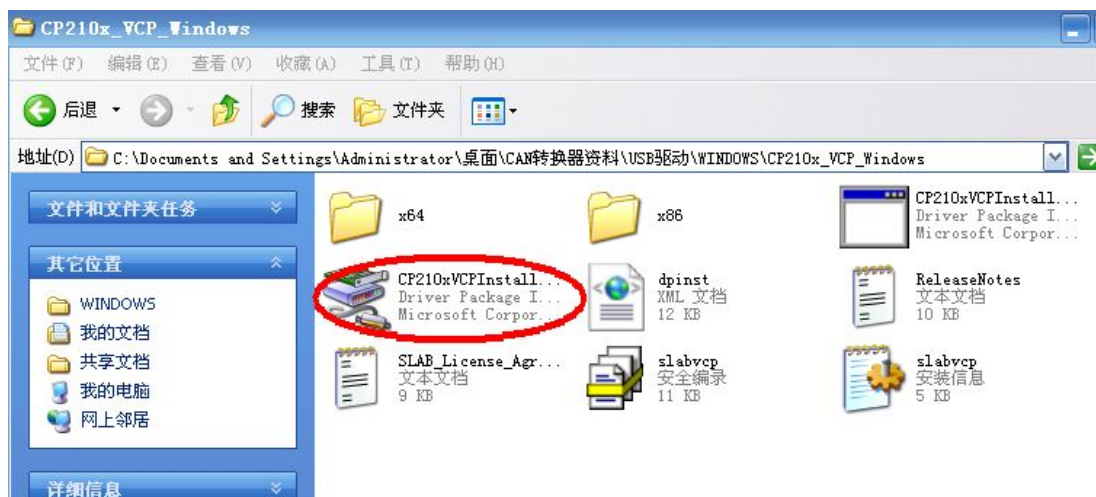 CP210x_VCP_Windows
文件(F) 编辑(E) 查看(V) 收藏(A) 工具(T) 帮助(H)
后退 搜索 文件夹
地址(D) C:\Documents and Settings\Administrator\桌面\CAN转换器资料\USB驱动\WINDOWS\CP210x_VCP_Windows
文件和文件夹任务
其它位置
WINDOWS
我的文档
共享文档
我的电脑
网上邻居
详细信息
x64
x86
CP210xVCPInstall...
Driver Package I...
Microsoft Corpor...
CP210xVCPInstall...
Driver Package I...
Microsoft Corpor...
dpinst
XML 文档
12 KB
ReleaseNotes
文本文档
10 KB
SLAB_License_Agr...
文本文档
9 KB
slabvcp
安全编录
11 KB
slabvcp
安装信息
5 KB